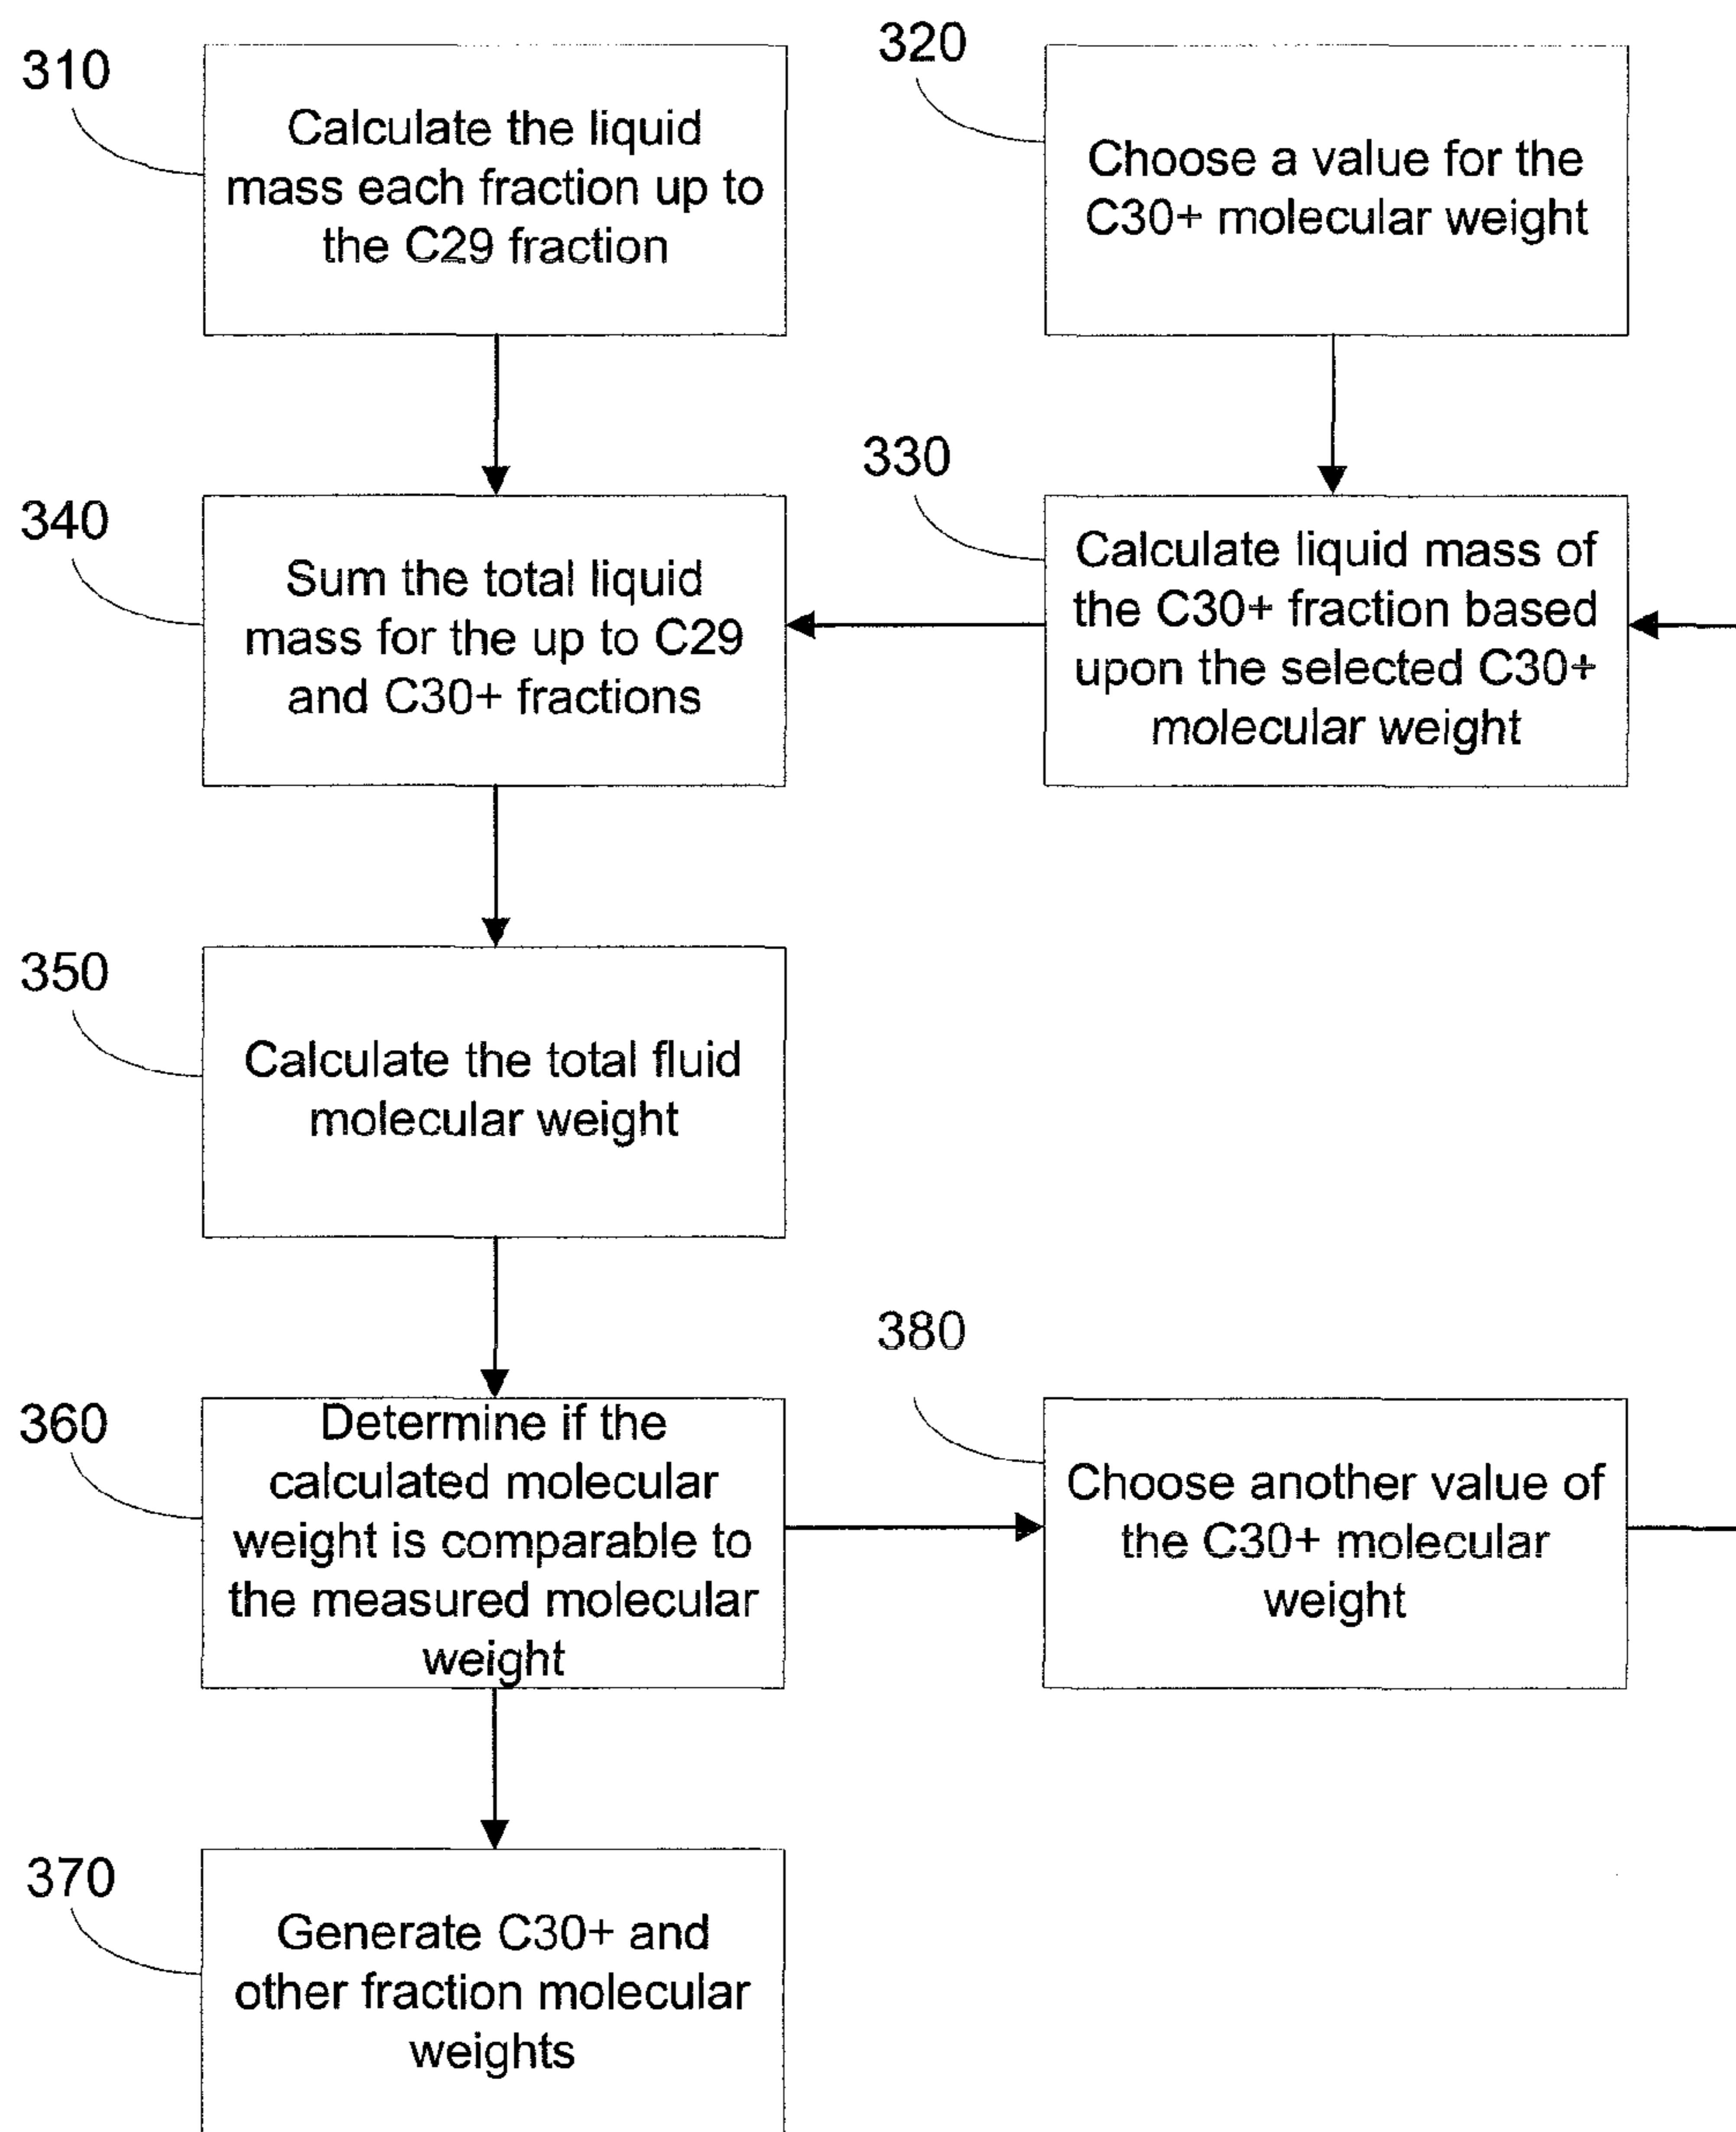 310
Calculate the liquid
mass each fraction up to
the C29 fraction
320
Choose a value for the
C30+ molecular weight
330
Calculate liquid mass of
the C30+ fraction based
upon the selected C30+
molecular weight
340
Sum the total liquid
mass for the up to C29
and C30+ fractions
350
Calculate the total fluid
molecular weight
360
Determine if the
calculated molecular
weight is comparable to
the measured molecular
weight
380
Choose another value of
the C30+ molecular
weight
370
Generate C30+ and
other fraction molecular
weights